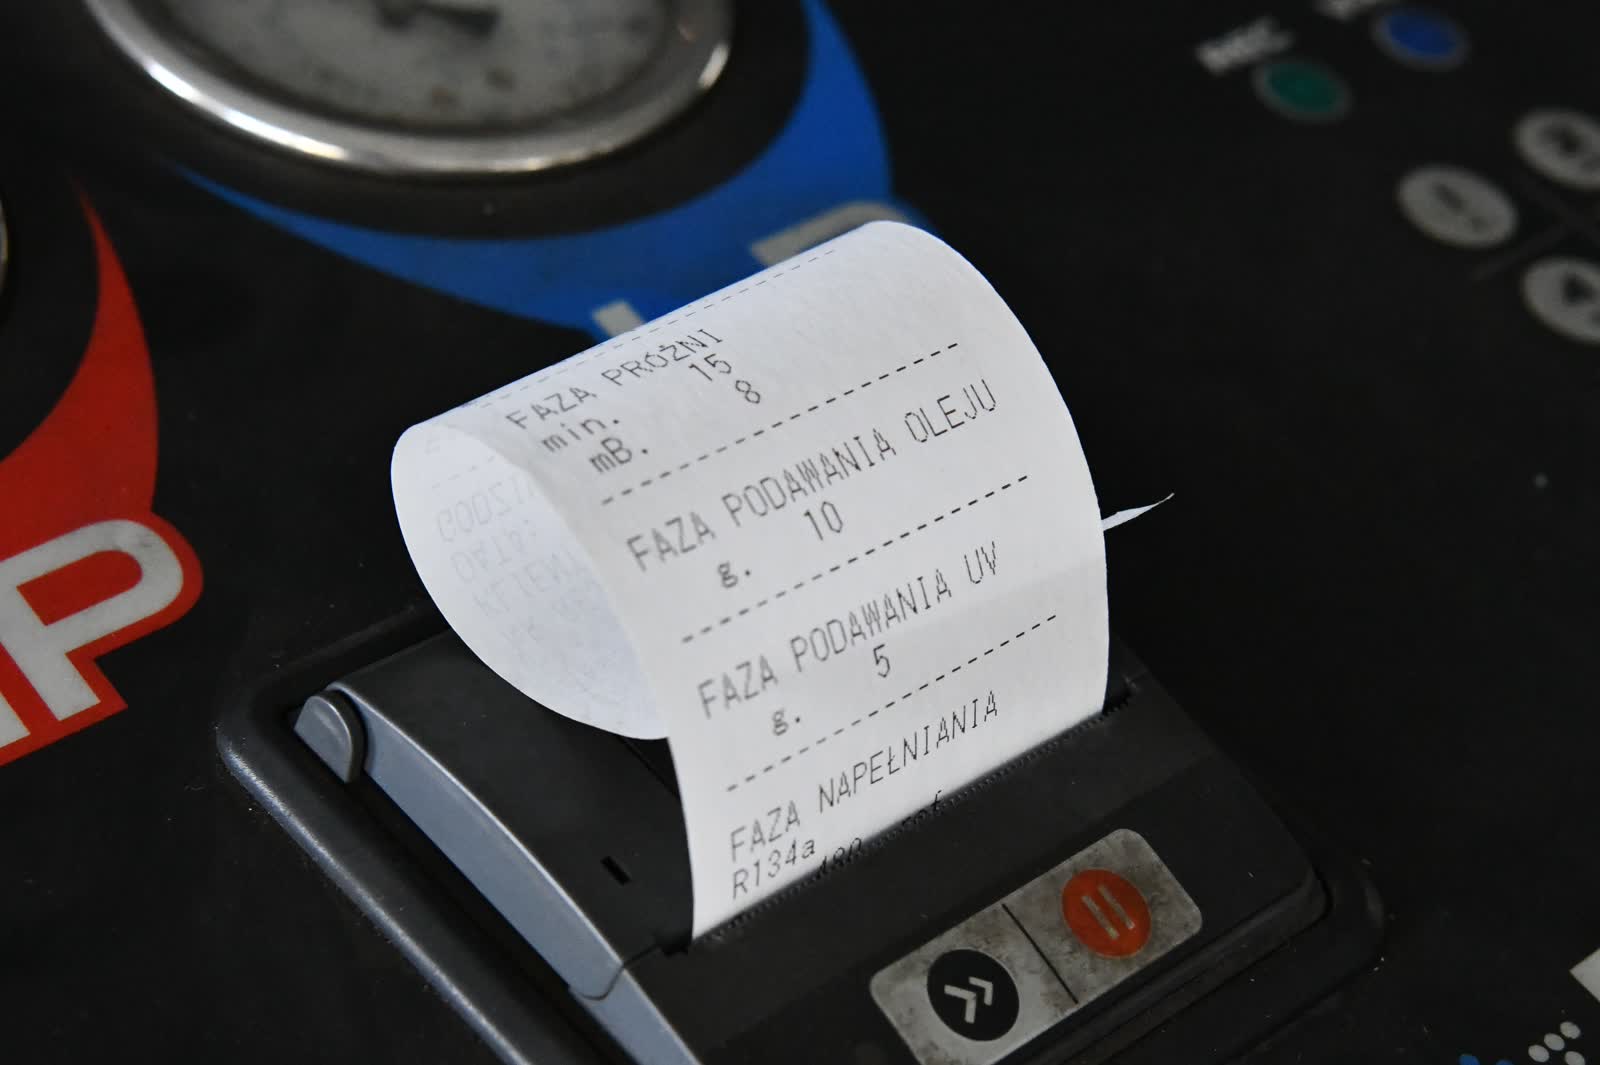 FAZA PRÓŻNI
min. 15
mB. 8
FAZA PODAWANIA OLEJU
g. 10
FAZA PODAWANIA UV
g. 5
FAZA NAPEŁNIANIA
R134a